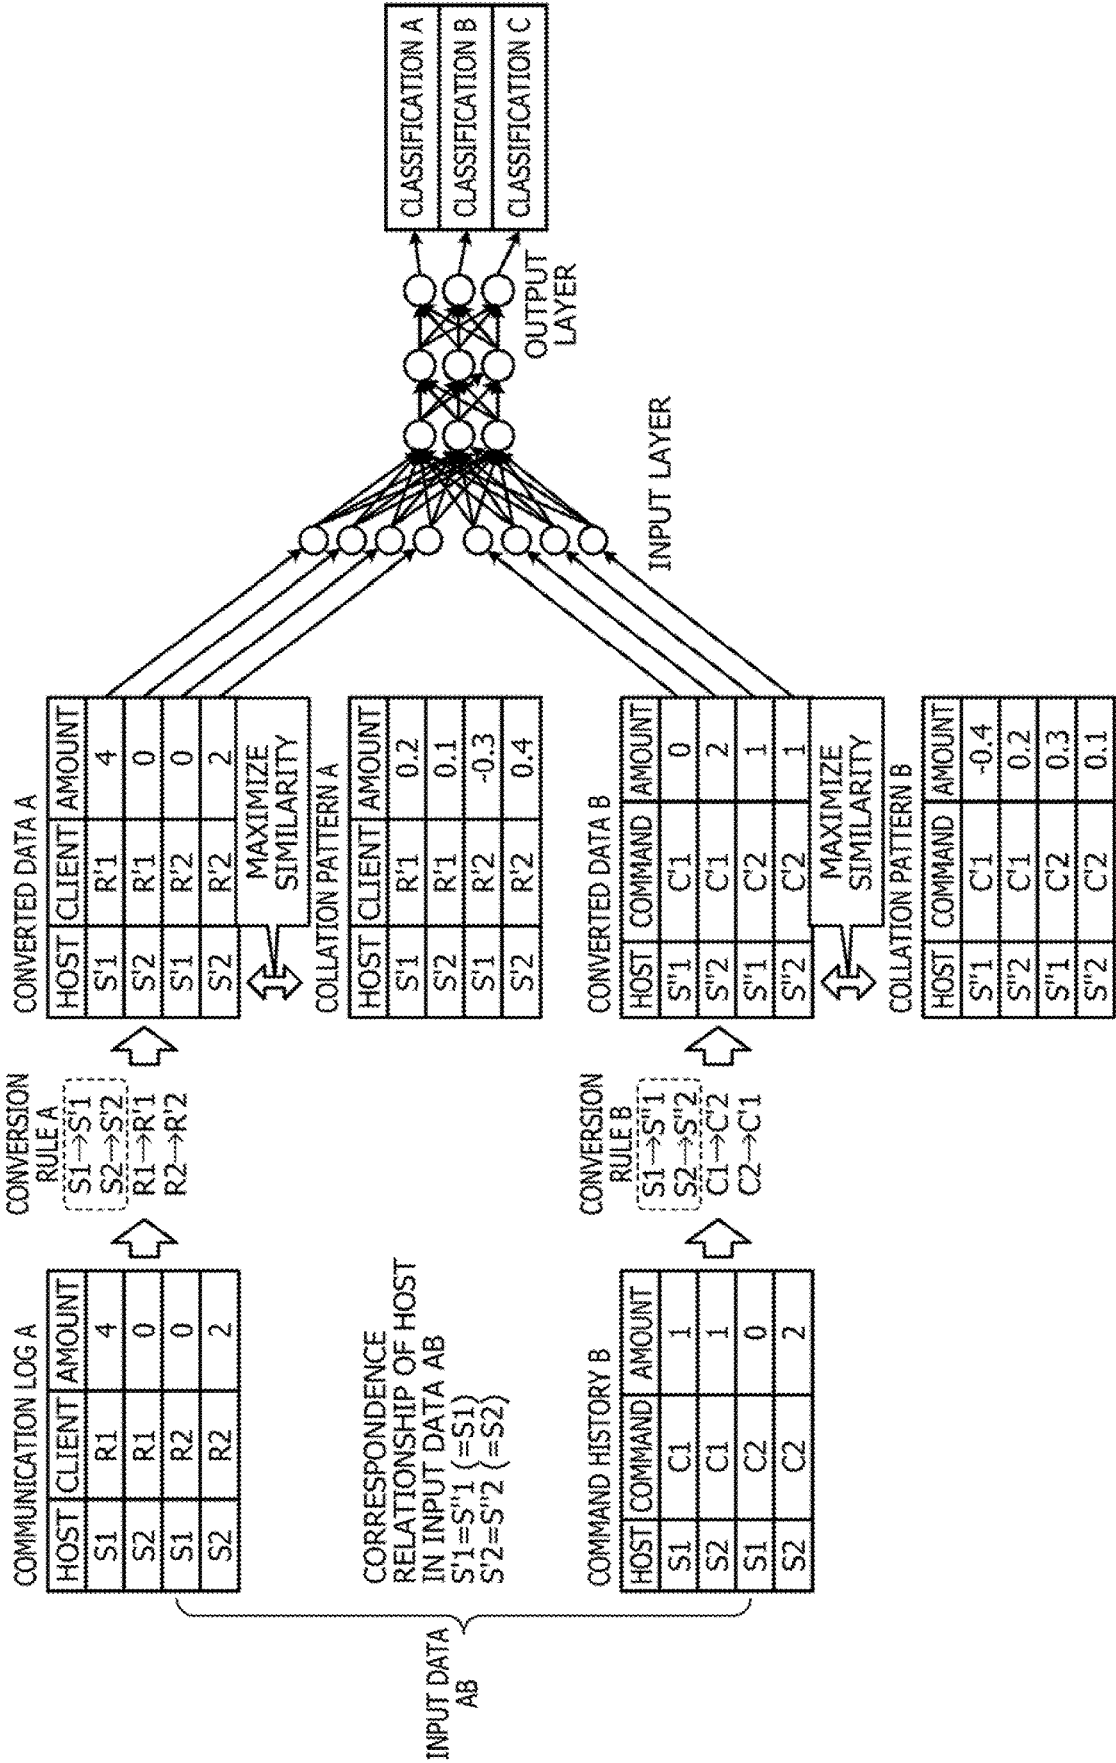 COMMUNICATION LOG A
HOST CLIENT AMOUNT
S1 R1 4
S2 R1 0
S1 R2 0
S2 R2 2
CONVERSION
RULE A
S1→S'1
S2→S'2
R1→R'1
R2→R'2
CONVERTED DATA A
HOST CLIENT AMOUNT
S'1 R'1 4
S'2 R'1 0
S'1 R'2 0
S'2 R'2 2
MAXIMIZE
SIMILARITY
COLLATION PATTERN A
HOST CLIENT AMOUNT
S'1 R'1 0.2
S'2 R'1 0.1
S'1 R'2 -0.3
S'2 R'2 0.4
INPUT DATA
AB
CORRESPONDENCE
RELATIONSHIP OF HOST
IN INPUT DATA AB
S'1=S"1 (=S1)
S'2=S"2 (=S2)
COMMAND HISTORY B
HOST COMMAND AMOUNT
S1 C1 1
S2 C1 1
S1 C2 0
S2 C2 2
CONVERSION
RULE B
S1→S"1
S2→S"2
C1→C'2
C2→C'1
CONVERTED DATA B
HOST COMMAND AMOUNT
S"1 C'1 0
S"2 C'1 2
S"1 C'2 1
S"2 C'2 1
MAXIMIZE
SIMILARITY
COLLATION PATTERN B
HOST COMMAND AMOUNT
S"1 C'1 -0.4
S"2 C'1 0.2
S"1 C'2 0.3
S"2 C'2 0.1
INPUT LAYER
OUTPUT
LAYER
CLASSIFICATION A
CLASSIFICATION B
CLASSIFICATION C